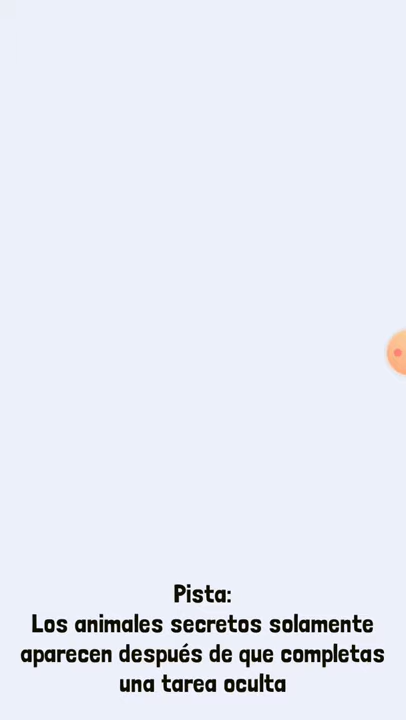 Pista:
Los animales secretos solamente
aparecen después de que completas
una tarea oculta